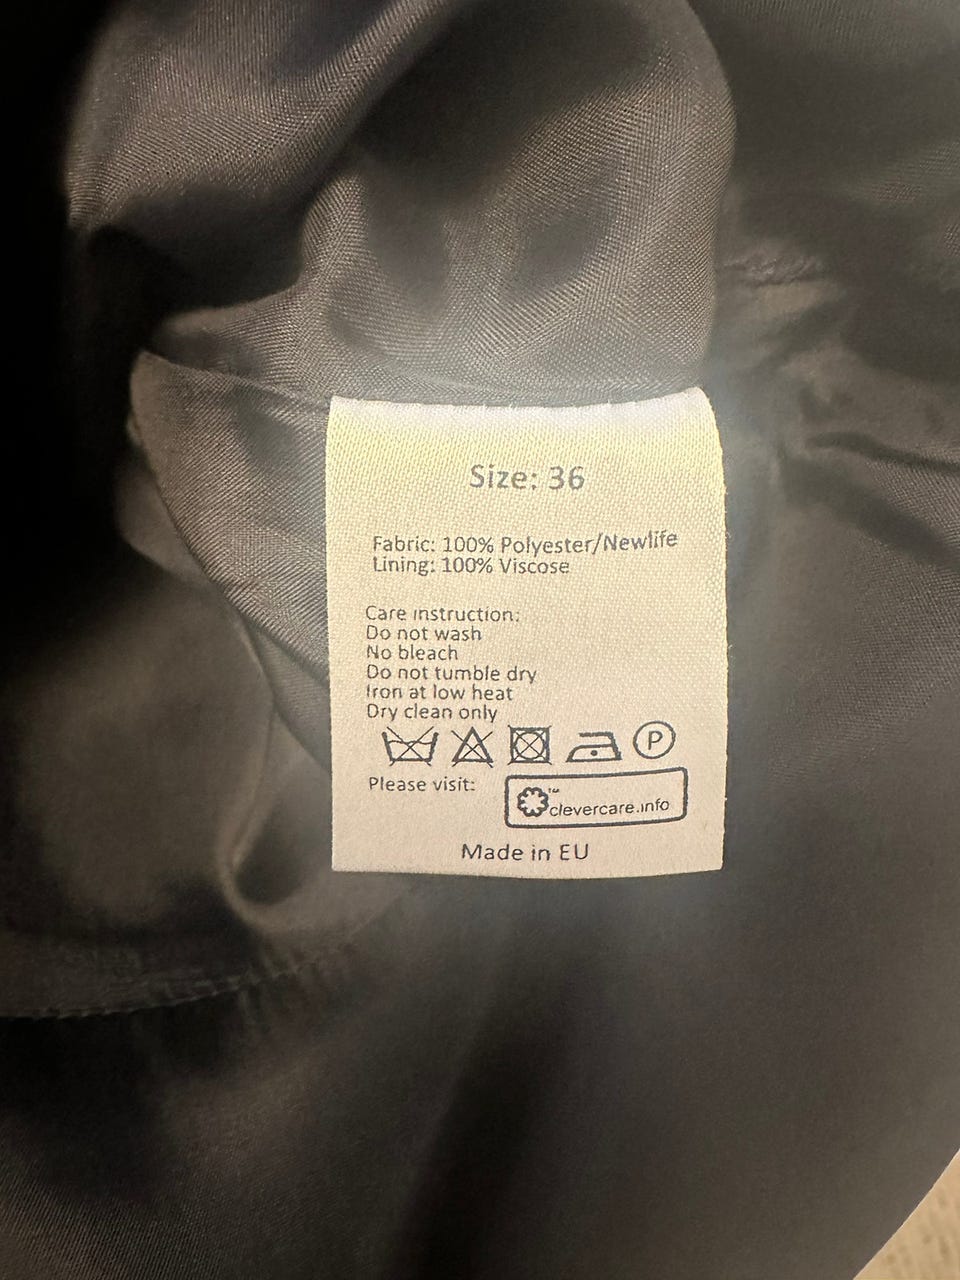 Size: 36
Fabric: 100% Polyester/Newlife
Lining: 100% Viscose
Care instruction:
Do not wash
No bleach
Do not tumble dry
Iron at low heat
Dry clean only
P
Please visit:
™
clevercare.info
Made in EU